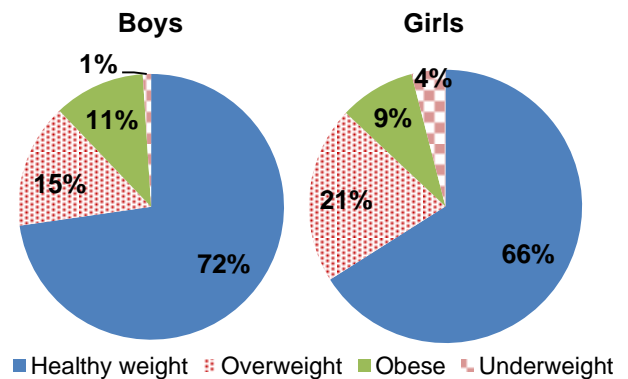 Boys Girls
1% 4%
11% 9%
15% 21%
72% 66%
Healthy weight Overweight Obese Underweight